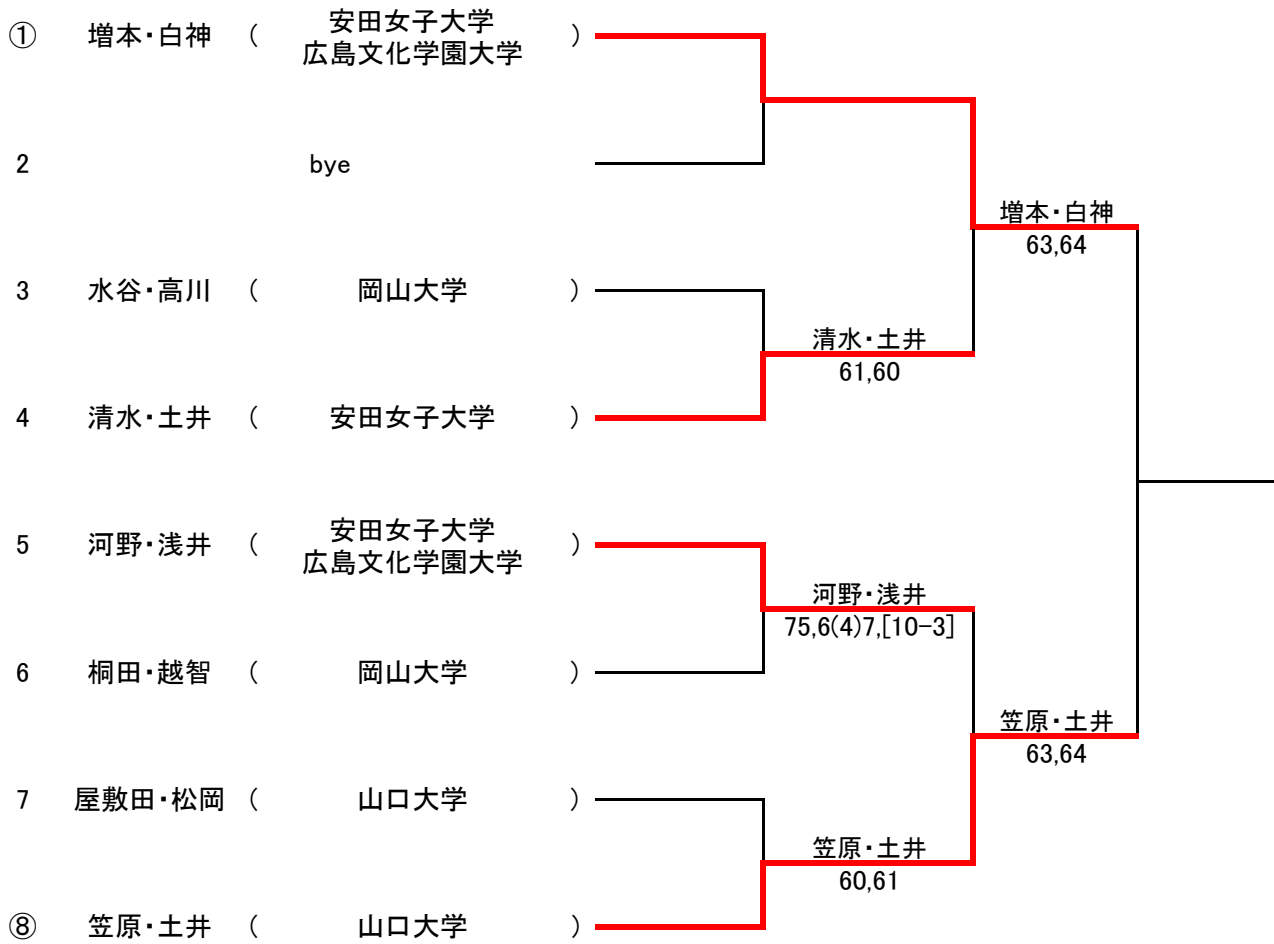 ① 増本・白神 ( 安田女子大学
広島文化学園大学 )
2 bye
増本・白神
63,64
3 水谷・高川 ( 岡山大学 )
清水・土井
61,60
4 清水・土井 ( 安田女子大学 )
5 河野・浅井 ( 安田女子大学
広島文化学園大学 )
河野・浅井
75,6(4)7,[10-3]
6 桐田・越智 ( 岡山大学 )
笠原・土井
63,64
7 屋敷田・松岡 ( 山口大学 )
笠原・土井
60,61
⑧ 笠原・土井 ( 山口大学 )